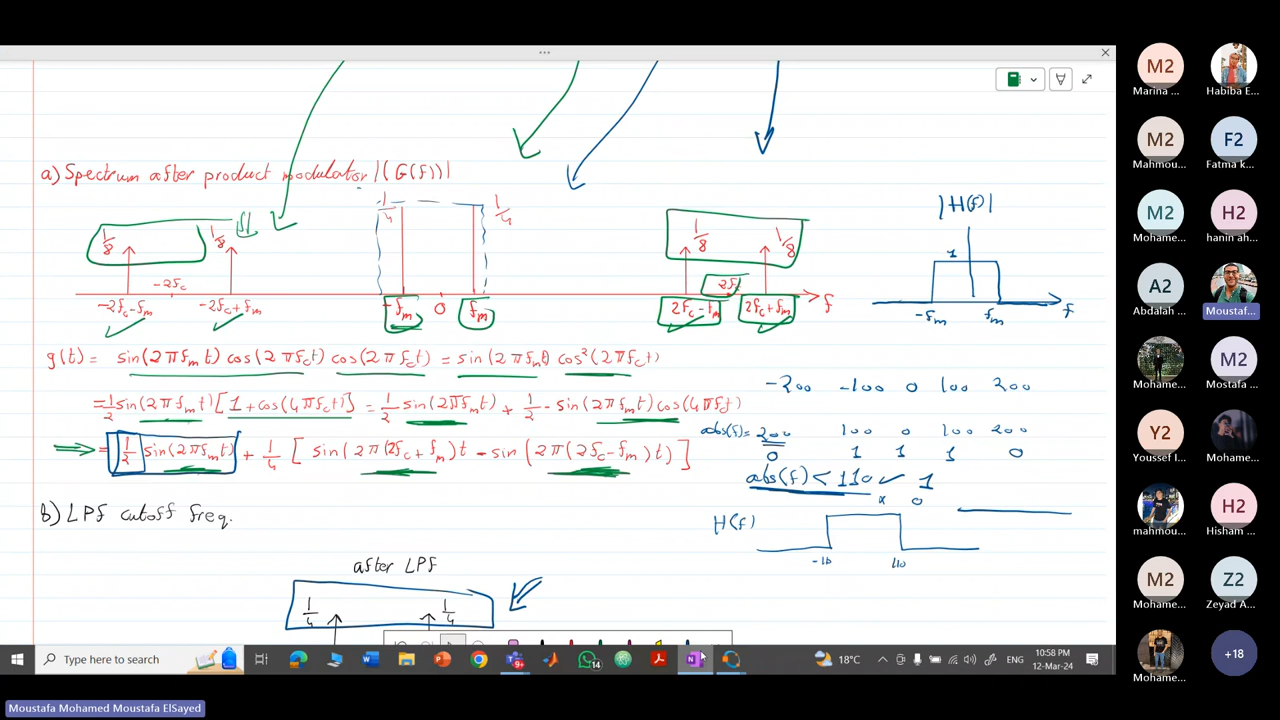 a) Spectrum after product modulator |(G(f))|
1/8 1/8 1/4 1/4 1/8 1/8
-2fc 2fc
-2fc-fm -2fc+fm -fm 0 fm 2fc-fm 2fc+fm f
|H(f)|
1
-fm fm f
g(t) = sin(2πfmt) cos(2πfct) cos(2πfct) = sin(2πfmt) cos²(2πfct)
= 1/2 sin(2πfmt) [1 + cos(4πfct)] = 1/2 sin(2πfmt) + 1/2 - sin(2πfmt) cos(4πfct)
= 1/2 sin(2πfmt) + 1/4 [ sin(2π(2fc+fm)t - sin(2π(2fc-fm)t) ]
-200 -100 0 100 200
abs(f)= 200 100 0 100 200
0 1 1 1 0
abs(f) < 110 ✓ 1
x 0
H(f)
110
b) LPF cutoff freq.
after LPF
1/4 1/4
M2
Marina ...
Habiba E...
M2
Mahmou...
F2
Fatma k...
M2
Mohame...
H2
hanin ah...
A2
Abdalah ...
Moustaf...
Mohame...
M2
Mostafa ...
Y2
Youssef I...
Mohame...
mahmou...
H2
Hisham ...
M2
Mohame...
Z2
Zeyad A...
Mohame...
+18
Type here to search
14
18°C
ENG
10:58 PM
12-Mar-24
Moustafa Mohamed Moustafa ElSayed